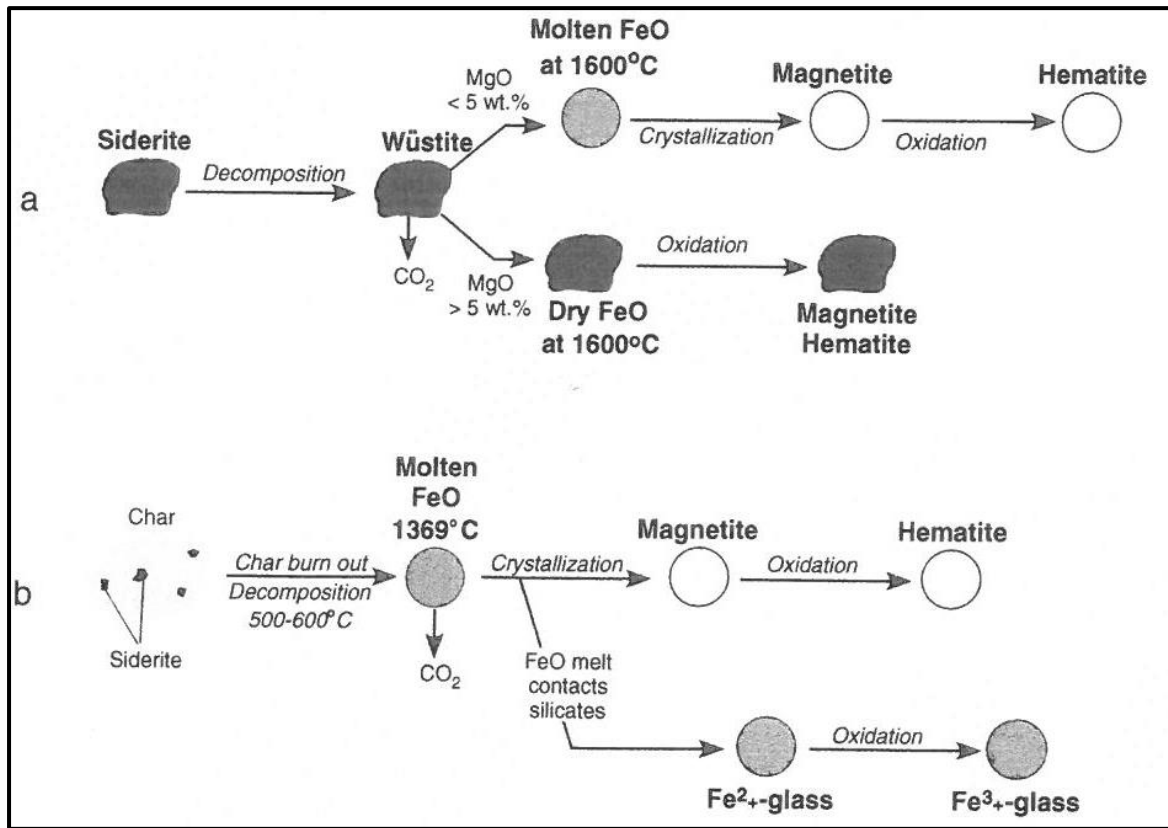 Molten FeO
at 1600°C
MgO
< 5 wt.%
Magnetite
Hematite
Siderite
Wüstite
Crystallization
Oxidation
Decomposition
a
CO₂
MgO
> 5 wt.%
Oxidation
Dry FeO
at 1600°C
Magnetite
Hematite
Molten
FeO
1369°C
Char
Magnetite
Hematite
Char burn out
Crystallization
Oxidation
b
Decomposition
500-600°C
Siderite
CO₂
FeO melt
contacts
silicates
Oxidation
Fe²+-glass
Fe³+-glass